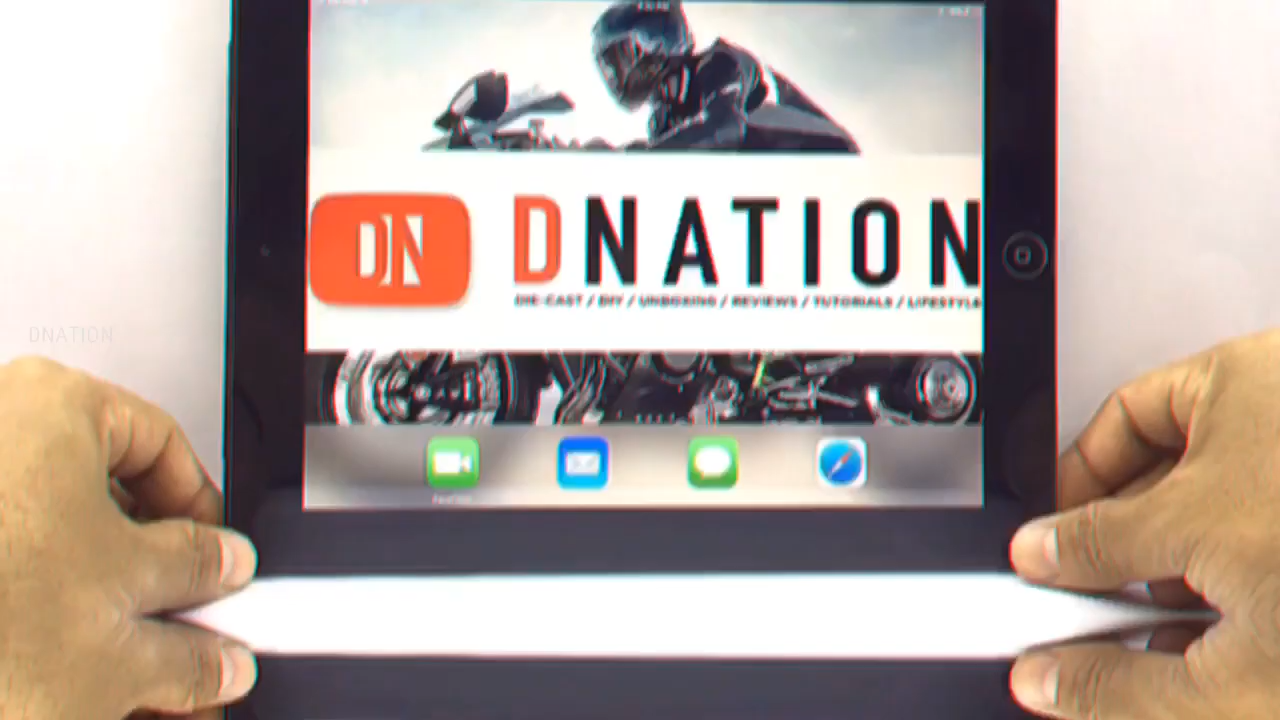 DN
DNATION
DIE-CAST / DIY / UNBOXING / REVIEWS / TUTORIALS / LIFESTYLE
DNATION